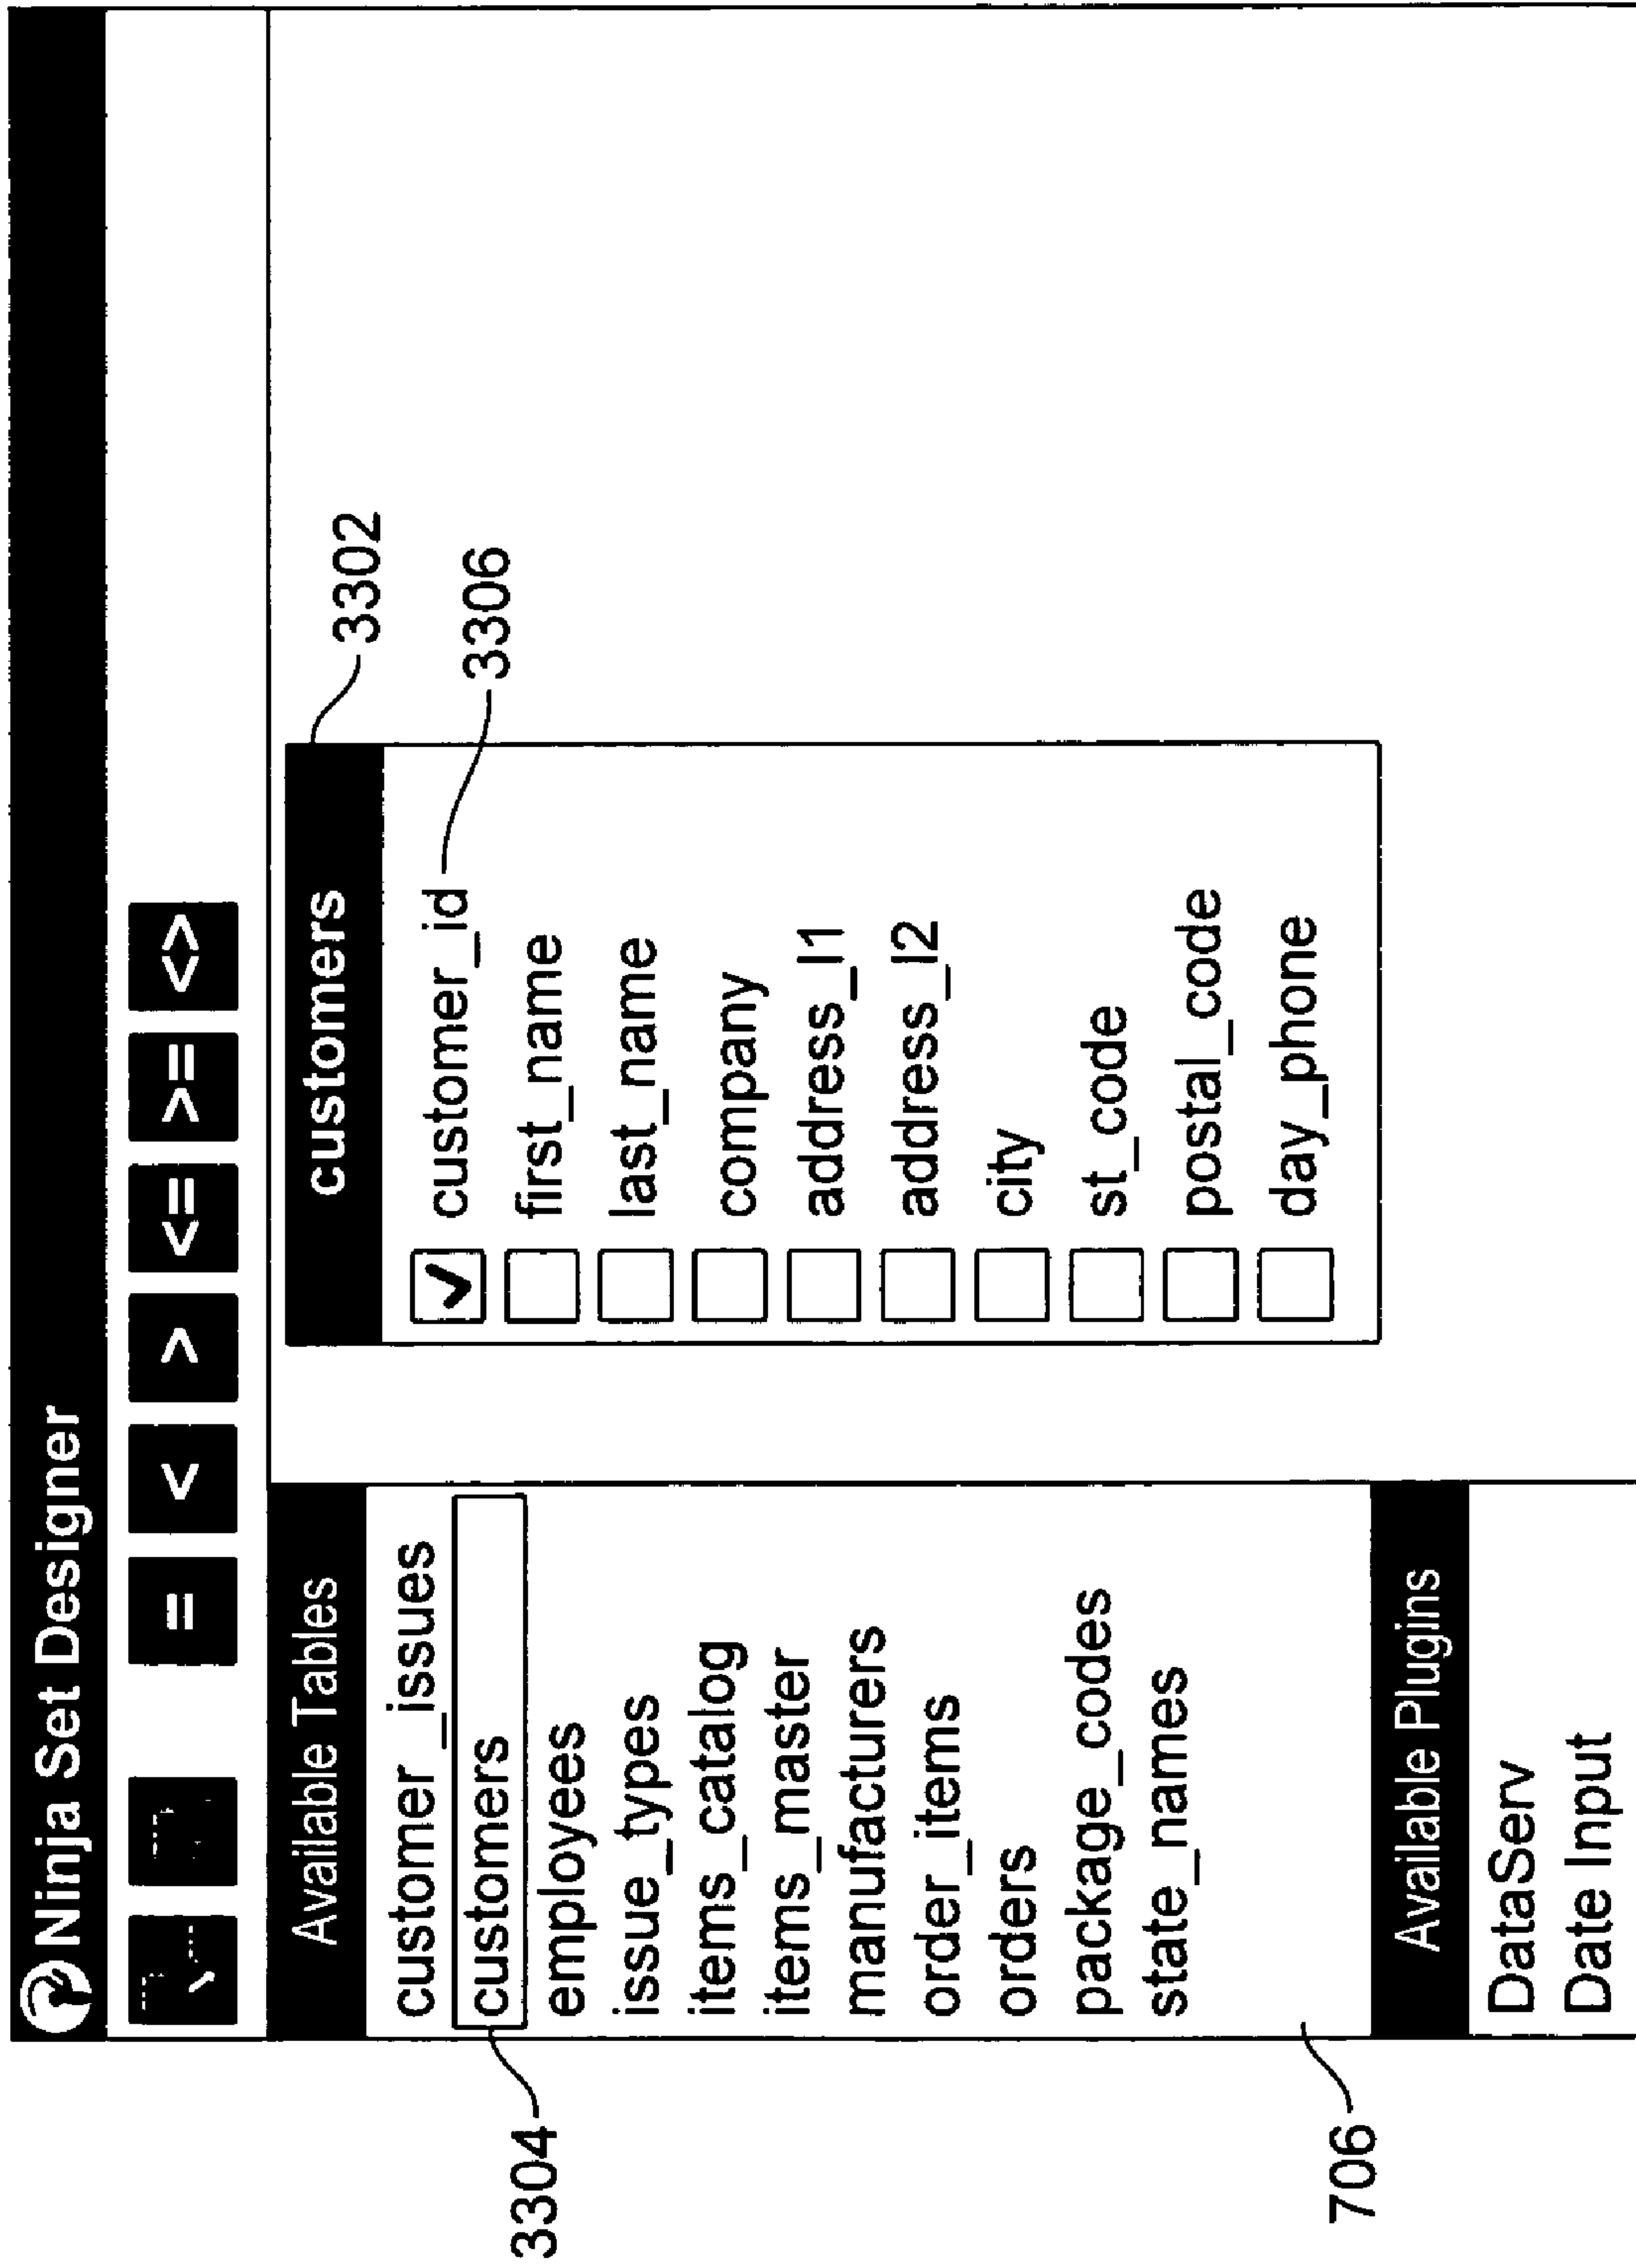 Ninja Set Designer
= < > <= >= <>
Available Tables
customer_issues
customers
employees
issue_types
items_catalog
items_master
manufacturers
order_items
orders
package_codes
state_names
Available Plugins
DataServ
Date Input
customers
customer_id
first_name
last_name
company
address_l1
address_l2
city
st_code
postal_code
day_phone
3302
3306
3304
706